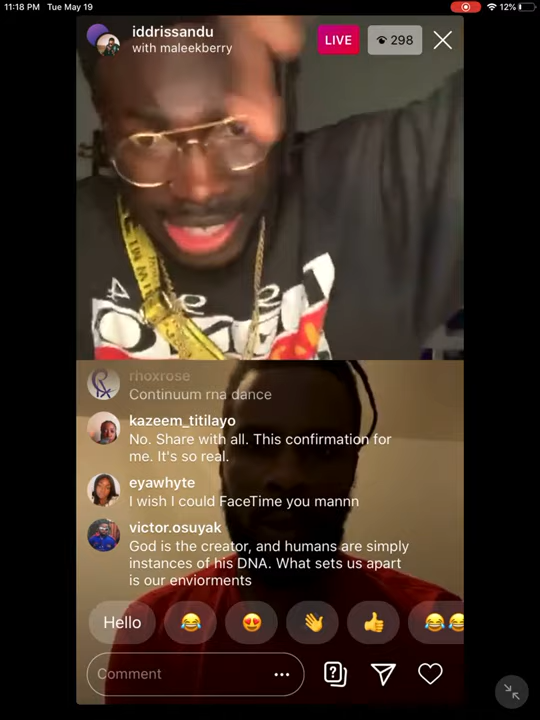 11:18 PM Tue May 19
12%
iddrissandu
with maleekberry
LIVE
298
rhoxrose
Continuum rna dance
kazeem_titilayo
No. Share with all. This confirmation for
me. It's so real.
eyawhyte
I wish I could FaceTime you mannn
victor.osuyak
God is the creator, and humans are simply
instances of his DNA. What sets us apart
is our enviorments
Hello
Comment